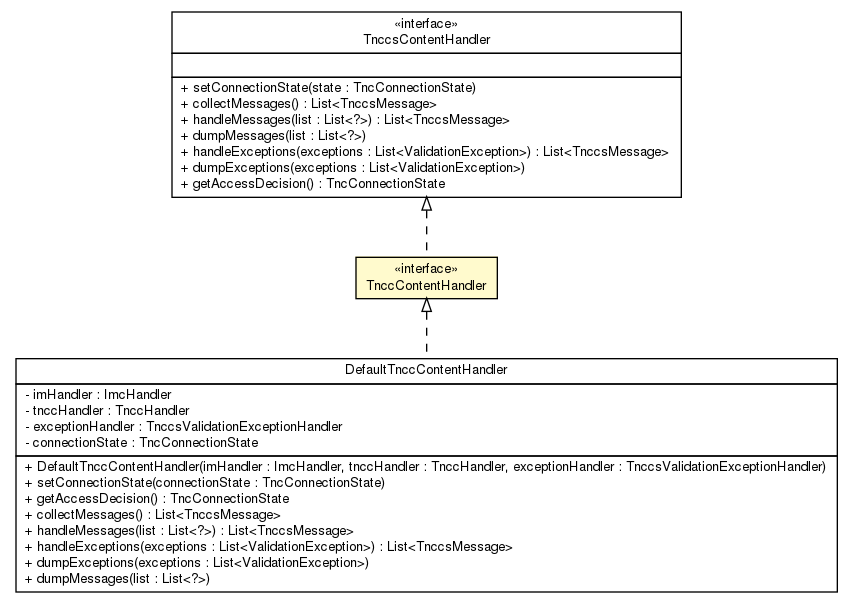 «interface»
TnccsContentHandler
+ setConnectionState(state : TncConnectionState)
+ collectMessages() : List<TnccsMessage>
+ handleMessages(list : List<?>) : List<TnccsMessage>
+ dumpMessages(list : List<?>)
+ handleExceptions(exceptions : List<ValidationException>) : List<TnccsMessage>
+ dumpExceptions(exceptions : List<ValidationException>)
+ getAccessDecision() : TncConnectionState
«interface»
TnccContentHandler
DefaultTnccContentHandler
- imHandler : ImcHandler
- tnccHandler : TnccHandler
- exceptionHandler : TnccsValidationExceptionHandler
- connectionState : TncConnectionState
+ DefaultTnccContentHandler(imHandler : ImcHandler, tnccHandler : TnccHandler, exceptionHandler : TnccsValidationExceptionHandler)
+ setConnectionState(connectionState : TncConnectionState)
+ getAccessDecision() : TncConnectionState
+ collectMessages() : List<TnccsMessage>
+ handleMessages(list : List<?>) : List<TnccsMessage>
+ handleExceptions(exceptions : List<ValidationException>) : List<TnccsMessage>
+ dumpExceptions(exceptions : List<ValidationException>)
+ dumpMessages(list : List<?>)